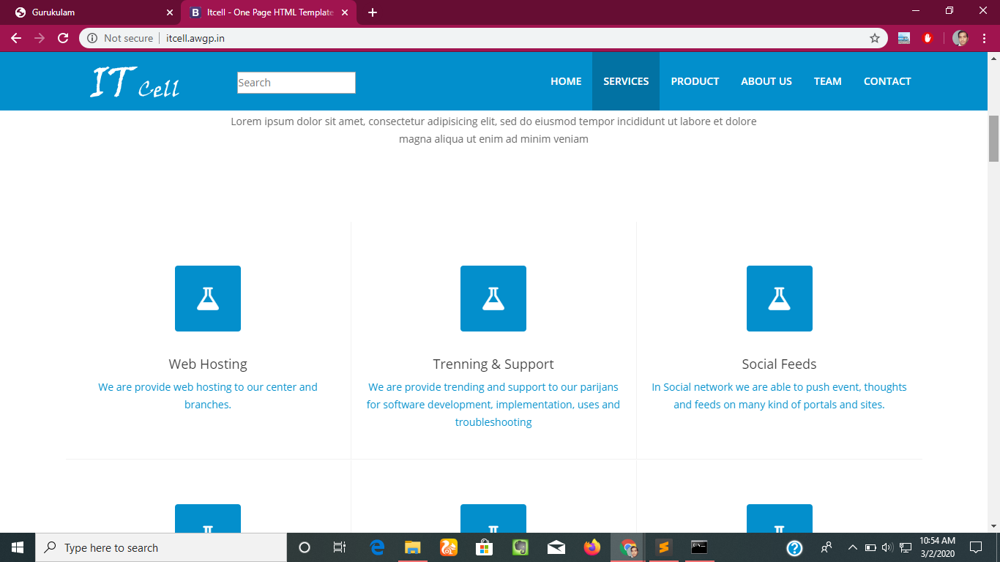 Gurukulam
Itcell - One Page HTML Template
Not secure
itcell.awgp.in
IT Cell
Search
HOME
SERVICES
PRODUCT
ABOUT US
TEAM
CONTACT
Lorem ipsum dolor sit amet, consectetur adipisicing elit, sed do eiusmod tempor incididunt ut labore et dolore
magna aliqua ut enim ad minim veniam
Web Hosting
We are provide web hosting to our center and
branches.
Trenning & Support
We are provide trending and support to our parijans
for software development, implementation, uses and
troubleshooting
Social Feeds
In Social network we are able to push event, thoughts
and feeds on many kind of portals and sites.
Type here to search
10:54 AM
3/2/2020